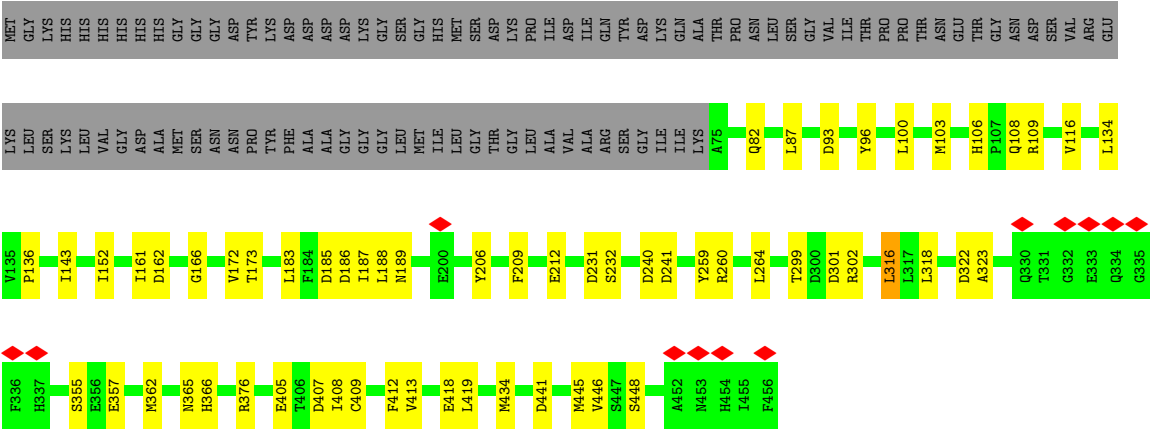 MET GLY LYS HIS HIS HIS HIS HIS HIS GLY GLY GLY ASP TYR LYS ASP ASP ASP ASP LYS GLY SER GLY HIS MET SER ASP LYS PRO ILE ASP ILE GLN TYR ASP LYS GLN ALA THR PRO ASN LEU SER GLY VAL ILE THR PRO PRO THR ASN GLU THR GLY ASN ASP SER VAL ARG GLU
LYS LEU SER LYS LEU VAL GLY ASP ALA MET SER ASN ASN PRO TYR PHE ALA ALA GLY GLY GLY LEU MET ILE LEU GLY THR GLY LEU ALA VAL ALA ARG SER GLY ILE ILE LYS A75 Q82 L87 D93 Y96 L100 M103 H106 P107 Q108 R109 V116 L134
V135 P136 I143 I152 I161 D162 G166 V172 T173 L183 F184 D185 D186 I187 L188 N189 E200 Y206 F209 E212 D231 S232 D240 D241 Y259 R260 L264 T299 D300 D301 R302 L316 L317 L318 D322 A323 Q330 T331 G332 E333 Q334 G335
F336 H337 S355 E356 E357 M362 N365 H366 R376 E405 T406 D407 I408 C409 F412 V413 E418 L419 M434 D441 M445 V446 S447 S448 A452 N453 H454 I455 F456